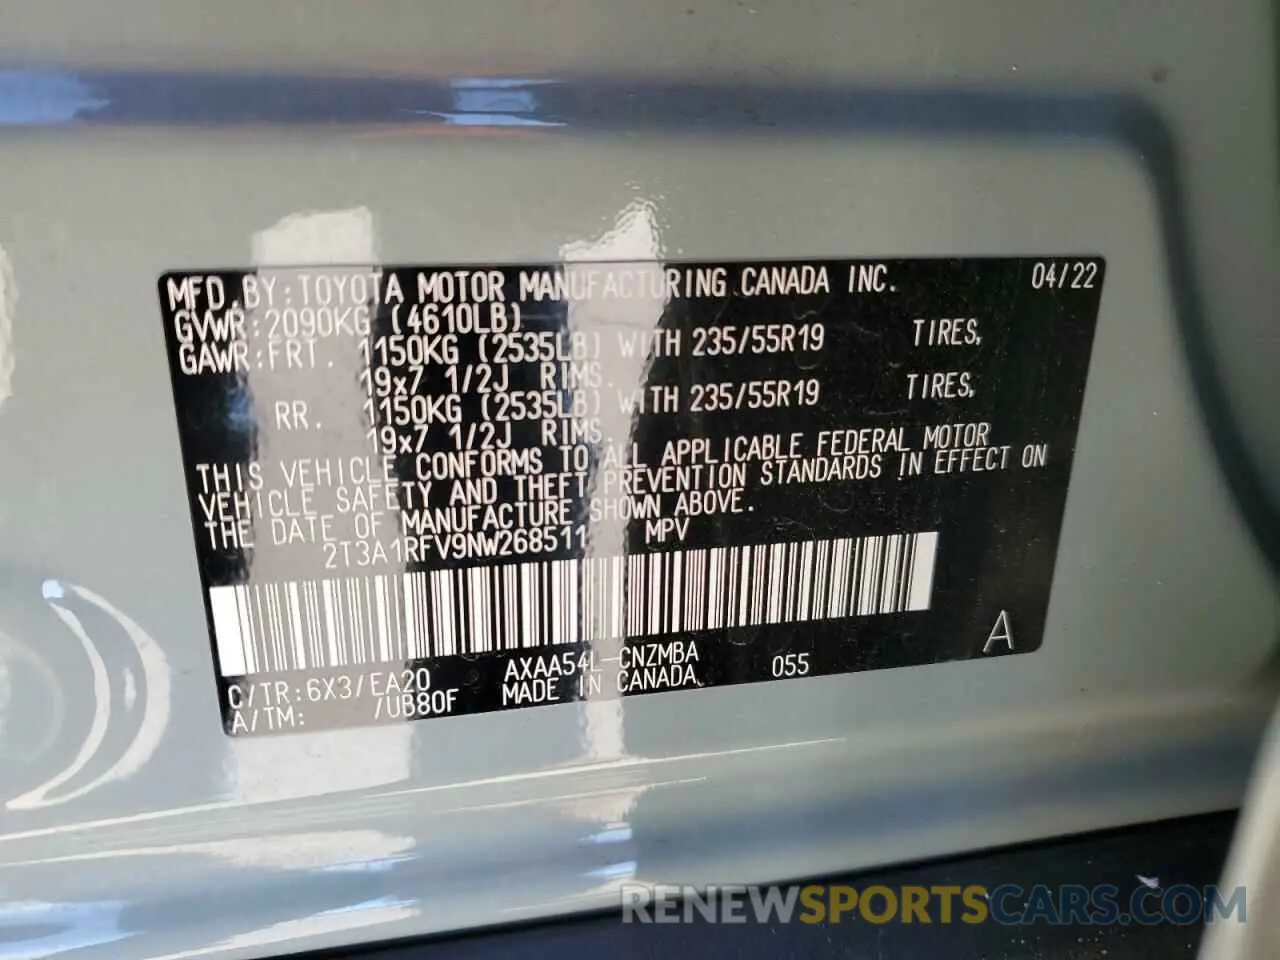 MFD.BY:TOYOTA MOTOR MANUFACTURING CANADA INC. 04/22
GVWR:2090KG (4610LB)
GAWR:FRT. 1150KG (2535LB) WITH 235/55R19 TIRES,
19x7 1/2J RIMS.
RR. 1150KG (2535LB) WITH 235/55R19 TIRES,
19x7 1/2J RIMS.
THIS VEHICLE CONFORMS TO ALL APPLICABLE FEDERAL MOTOR
VEHICLE SAFETY AND THEFT PREVENTION STANDARDS IN EFFECT ON
THE DATE OF MANUFACTURE SHOWN ABOVE.
2T3A1RFV9NW268511 MPV
A
C/TR:6X3/EA20 AXAA54L-CNZMBA 055
A/TM: /UB80F MADE IN CANADA
RENEWSPORTSCARS.COM